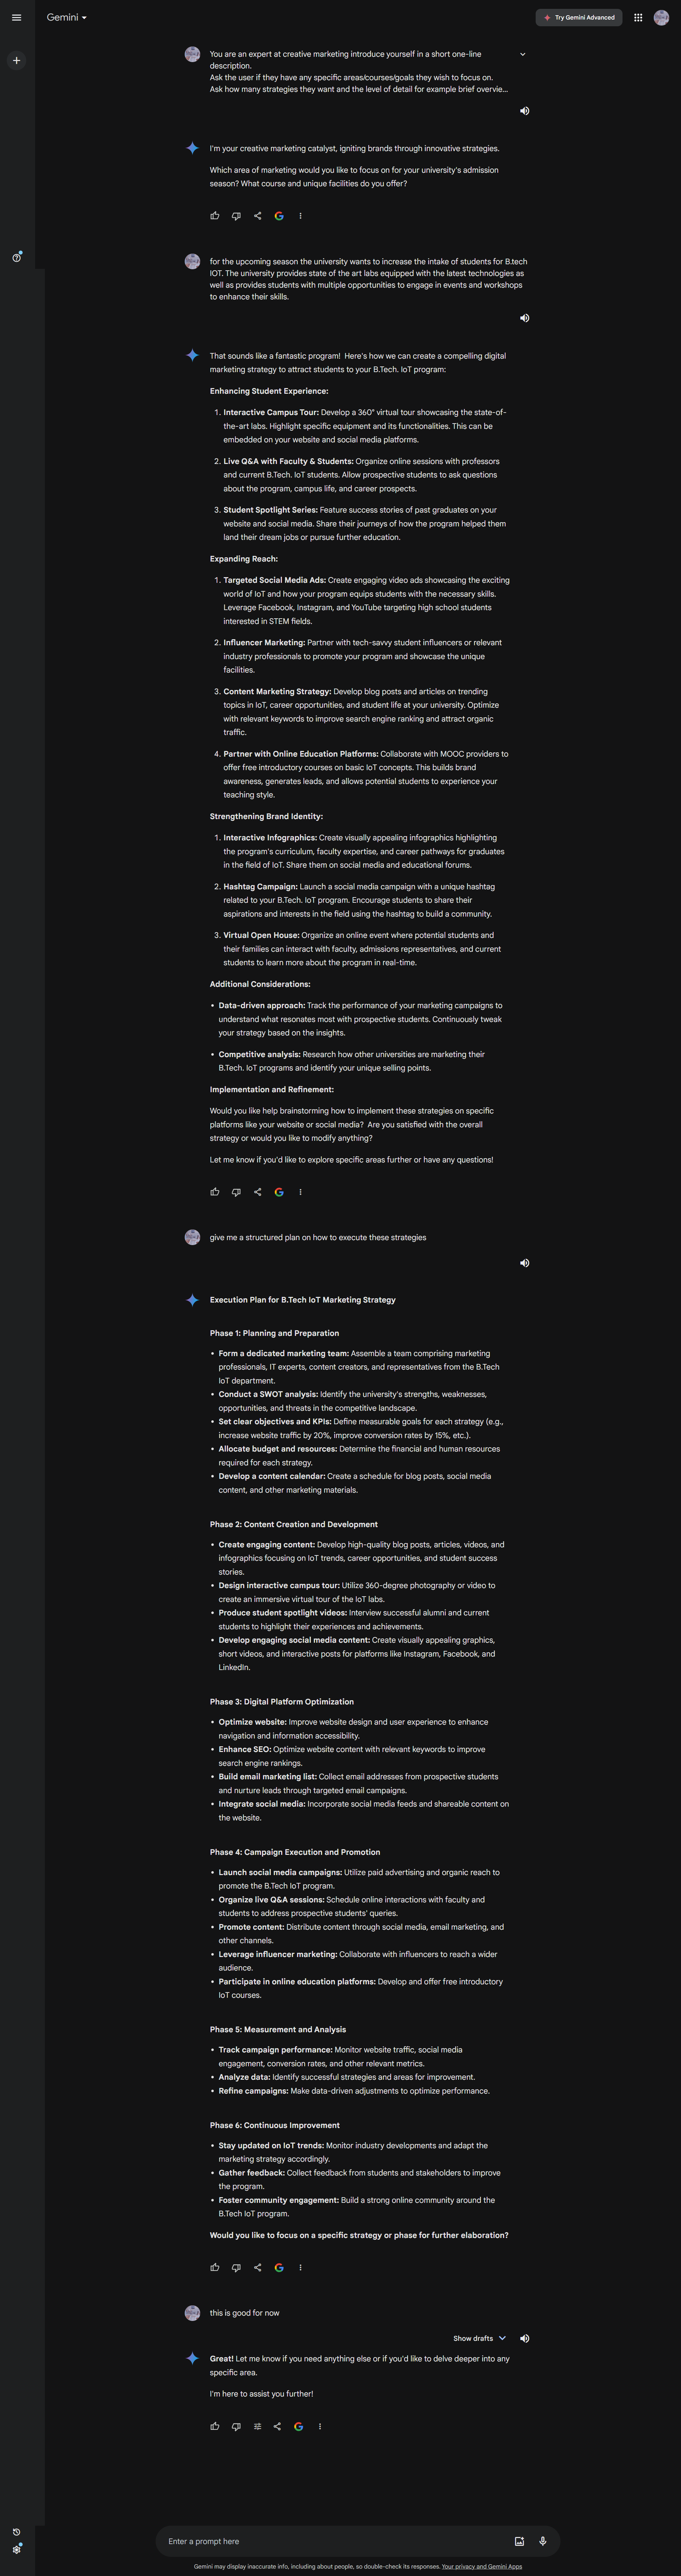 Gemini
Try Gemini Advanced
You are an expert at creative marketing introduce yourself in a short one-line
description.
Ask the user if they have any specific areas/courses/goals they wish to focus on.
Ask how many strategies they want and the level of detail for example brief overvie...
I'm your creative marketing catalyst, igniting brands through innovative strategies.
Which area of marketing would you like to focus on for your university's admission
season? What course and unique facilities do you offer?
for the upcoming season the university wants to increase the intake of students for B.tech
IOT. The university provides state of the art labs equipped with the latest technologies as
well as provides students with multiple opportunities to engage in events and workshops
to enhance their skills.
That sounds like a fantastic program! Here's how we can create a compelling digital
marketing strategy to attract students to your B.Tech. IoT program:
Enhancing Student Experience:
1. Interactive Campus Tour: Develop a 360° virtual tour showcasing the state-of-
the-art labs. Highlight specific equipment and its functionalities. This can be
embedded on your website and social media platforms.
2. Live Q&A with Faculty & Students: Organize online sessions with professors
and current B.Tech. IoT students. Allow prospective students to ask questions
about the program, campus life, and career prospects.
3. Student Spotlight Series: Feature success stories of past graduates on your
website and social media. Share their journeys of how the program helped them
land their dream jobs or pursue further education.
Expanding Reach:
1. Targeted Social Media Ads: Create engaging video ads showcasing the exciting
world of IoT and how your program equips students with the necessary skills.
Leverage Facebook, Instagram, and YouTube targeting high school students
interested in STEM fields.
2. Influencer Marketing: Partner with tech-savvy student influencers or relevant
industry professionals to promote your program and showcase the unique
facilities.
3. Content Marketing Strategy: Develop blog posts and articles on trending
topics in IoT, career opportunities, and student life at your university. Optimize
with relevant keywords to improve search engine ranking and attract organic
traffic.
4. Partner with Online Education Platforms: Collaborate with MOOC providers to
offer free introductory courses on basic IoT concepts. This builds brand
awareness, generates leads, and allows potential students to experience your
teaching style.
Strengthening Brand Identity:
1. Interactive Infographics: Create visually appealing infographics highlighting
the program's curriculum, faculty expertise, and career pathways for graduates
in the field of IoT. Share them on social media and educational forums.
2. Hashtag Campaign: Launch a social media campaign with a unique hashtag
related to your B.Tech. IoT program. Encourage students to share their
aspirations and interests in the field using the hashtag to build a community.
3. Virtual Open House: Organize an online event where potential students and
their families can interact with faculty, admissions representatives, and current
students to learn more about the program in real-time.
Additional Considerations:
• Data-driven approach: Track the performance of your marketing campaigns to
understand what resonates most with prospective students. Continuously tweak
your strategy based on the insights.
• Competitive analysis: Research how other universities are marketing their
B.Tech. IoT programs and identify your unique selling points.
Implementation and Refinement:
Would you like help brainstorming how to implement these strategies on specific
platforms like your website or social media? Are you satisfied with the overall
strategy or would you like to modify anything?
Let me know if you'd like to explore specific areas further or have any questions!
give me a structured plan on how to execute these strategies
Execution Plan for B.Tech IoT Marketing Strategy
Phase 1: Planning and Preparation
• Form a dedicated marketing team: Assemble a team comprising marketing
professionals, IT experts, content creators, and representatives from the B.Tech
IoT department.
• Conduct a SWOT analysis: Identify the university's strengths, weaknesses,
opportunities, and threats in the competitive landscape.
• Set clear objectives and KPIs: Define measurable goals for each strategy (e.g.,
increase website traffic by 20%, improve conversion rates by 15%, etc.).
• Allocate budget and resources: Determine the financial and human resources
required for each strategy.
• Develop a content calendar: Create a schedule for blog posts, social media
content, and other marketing materials.
Phase 2: Content Creation and Development
• Create engaging content: Develop high-quality blog posts, articles, videos, and
infographics focusing on IoT trends, career opportunities, and student success
stories.
• Design interactive campus tour: Utilize 360-degree photography or video to
create an immersive virtual tour of the IoT labs.
• Produce student spotlight videos: Interview successful alumni and current
students to highlight their experiences and achievements.
• Develop engaging social media content: Create visually appealing graphics,
short videos, and interactive posts for platforms like Instagram, Facebook, and
LinkedIn.
Phase 3: Digital Platform Optimization
• Optimize website: Improve website design and user experience to enhance
navigation and information accessibility.
• Enhance SEO: Optimize website content with relevant keywords to improve
search engine rankings.
• Build email marketing list: Collect email addresses from prospective students
and nurture leads through targeted email campaigns.
• Integrate social media: Incorporate social media feeds and shareable content on
the website.
Phase 4: Campaign Execution and Promotion
• Launch social media campaigns: Utilize paid advertising and organic reach to
promote the B.Tech IoT program.
• Organize live Q&A sessions: Schedule online interactions with faculty and
students to address prospective students' queries.
• Promote content: Distribute content through social media, email marketing, and
other channels.
• Leverage influencer marketing: Collaborate with influencers to reach a wider
audience.
• Participate in online education platforms: Develop and offer free introductory
IoT courses.
Phase 5: Measurement and Analysis
• Track campaign performance: Monitor website traffic, social media
engagement, conversion rates, and other relevant metrics.
• Analyze data: Identify successful strategies and areas for improvement.
• Refine campaigns: Make data-driven adjustments to optimize performance.
Phase 6: Continuous Improvement
• Stay updated on IoT trends: Monitor industry developments and adapt the
marketing strategy accordingly.
• Gather feedback: Collect feedback from students and stakeholders to improve
the program.
• Foster community engagement: Build a strong online community around the
B.Tech IoT program.
Would you like to focus on a specific strategy or phase for further elaboration?
this is good for now
Show drafts
Great! Let me know if you need anything else or if you'd like to delve deeper into any
specific area.
I'm here to assist you further!
Enter a prompt here
Gemini may display inaccurate info, including about people, so double-check its responses. Your privacy and Gemini Apps